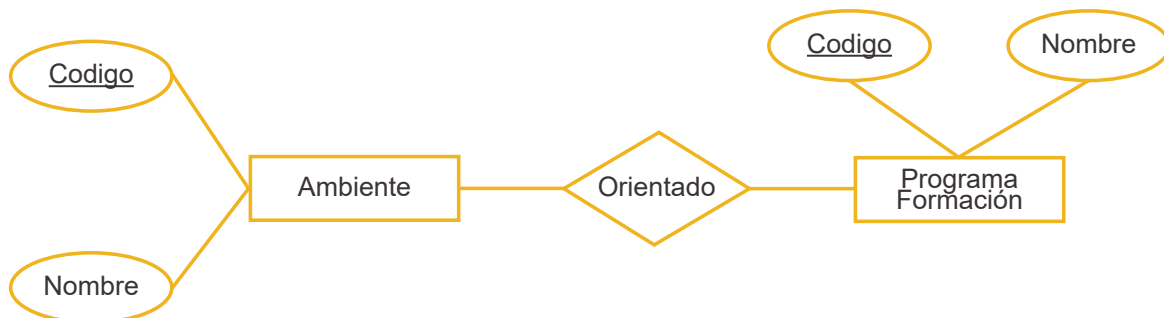 Codigo
Nombre
Codigo
Ambiente
Orientado
Programa
Formación
Nombre